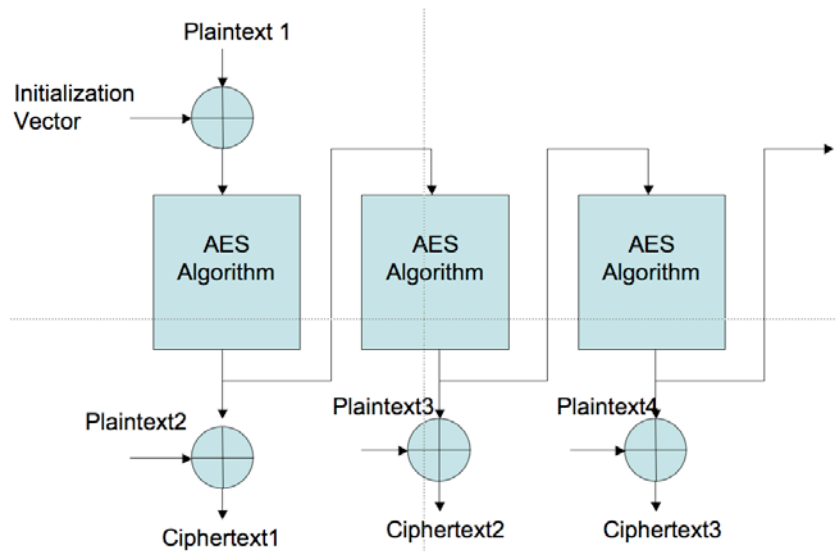 Plaintext 1
Initialization
Vector
AES
Algorithm
AES
Algorithm
AES
Algorithm
Plaintext2
Plaintext3
Plaintext4
Ciphertext1
Ciphertext2
Ciphertext3